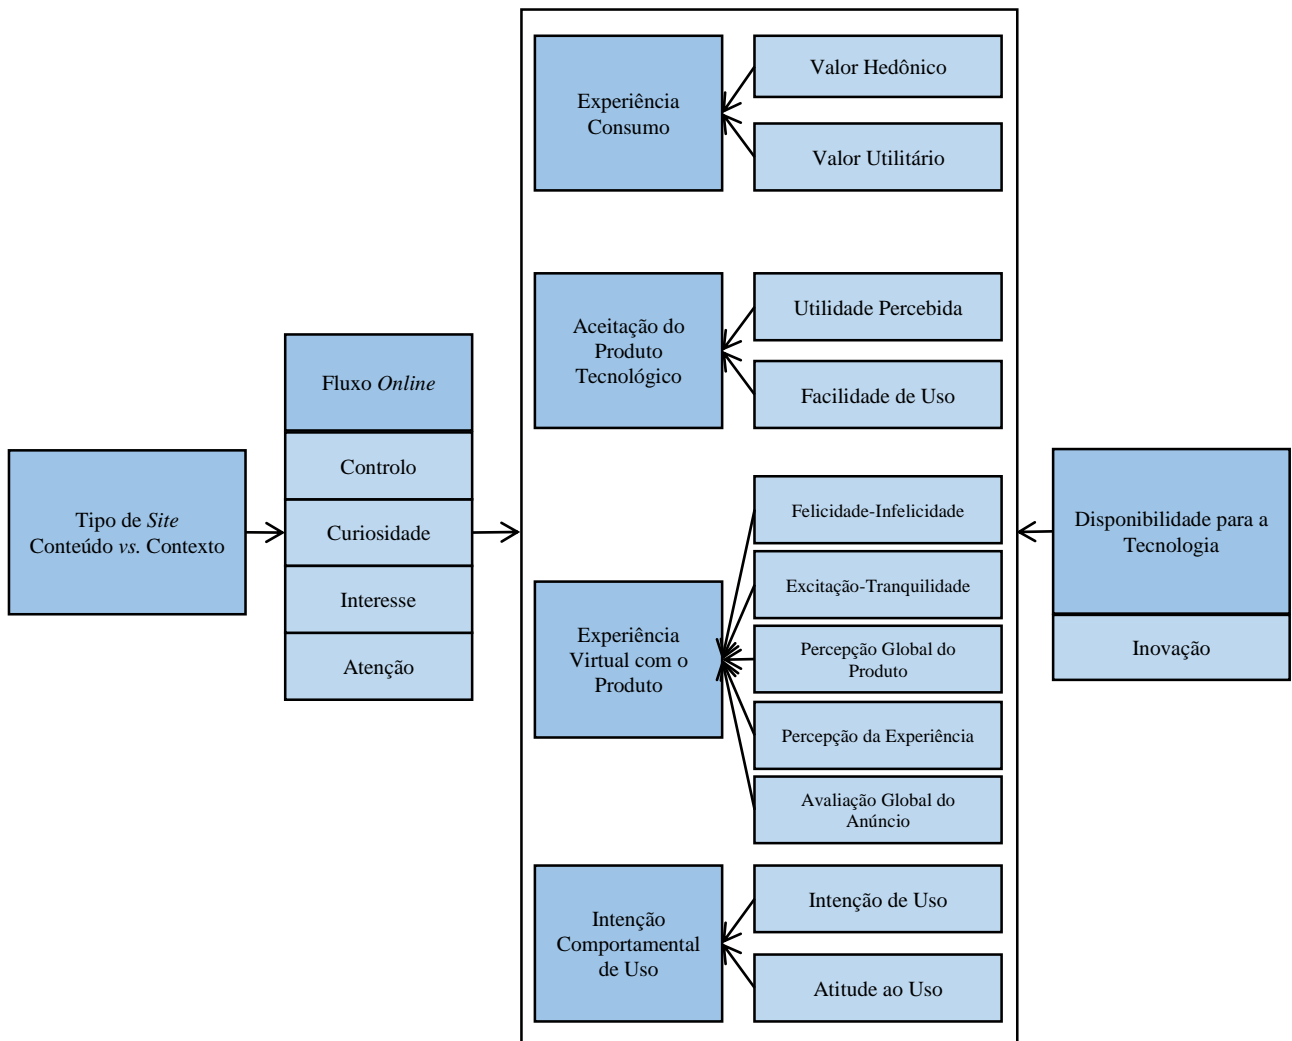 Tipo de Site
Conteúdo vs. Contexto
Fluxo Online
Controlo
Curiosidade
Interesse
Atenção
Experiência
Consumo
Valor Hedônico
Valor Utilitário
Aceitação do
Produto
Tecnológico
Utilidade Percebida
Facilidade de Uso
Experiência
Virtual com o
Produto
Felicidade-Infelicidade
Excitação-Tranquilidade
Percepção Global do
Produto
Percepção da Experiência
Avaliação Global do
Anúncio
Intenção
Comportamental
de Uso
Intenção de Uso
Atitude ao Uso
Disponibilidade para a
Tecnologia
Inovação